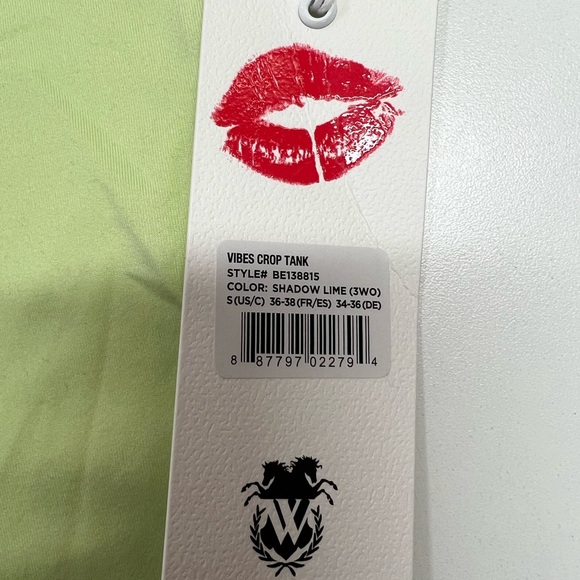 VIBES CROP TANK
STYLE# BE138815
COLOR: SHADOW LIME (3WO)
S(US/C) 36-38(FR/ES) 34-36(DE)
8 87797 02279 4
W